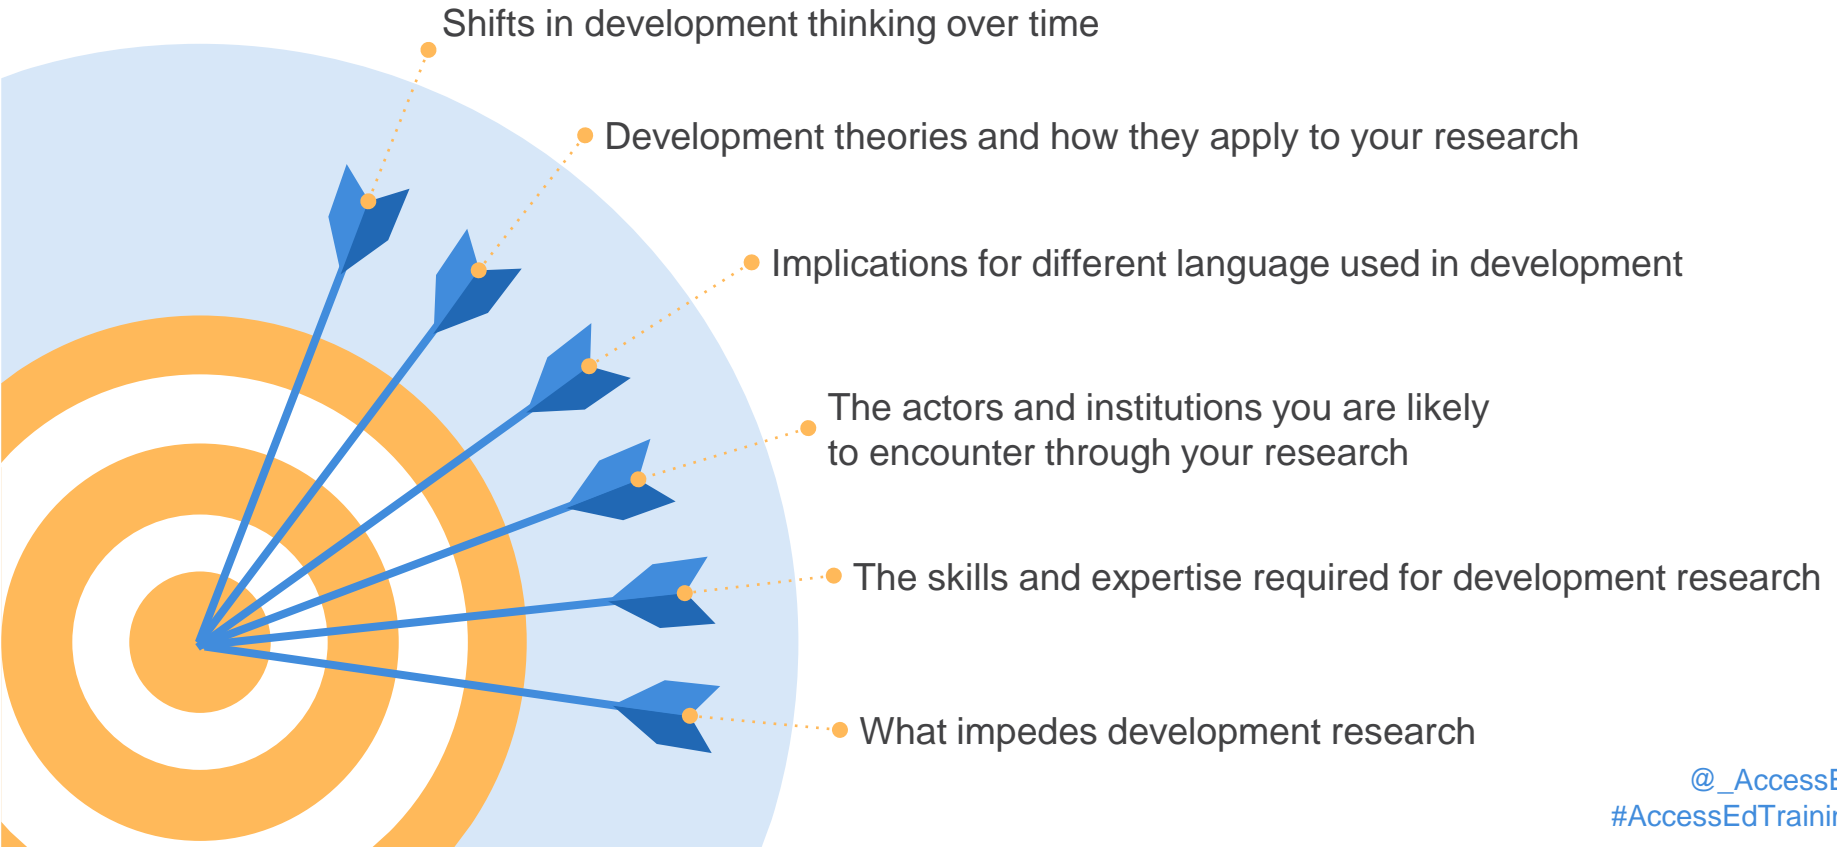 Shifts in development thinking over time
Development theories and how they apply to your research
Implications for different language used in development
The actors and institutions you are likely
to encounter through your research
The skills and expertise required for development research
What impedes development research
@_AccessE
#AccessEdTrainin